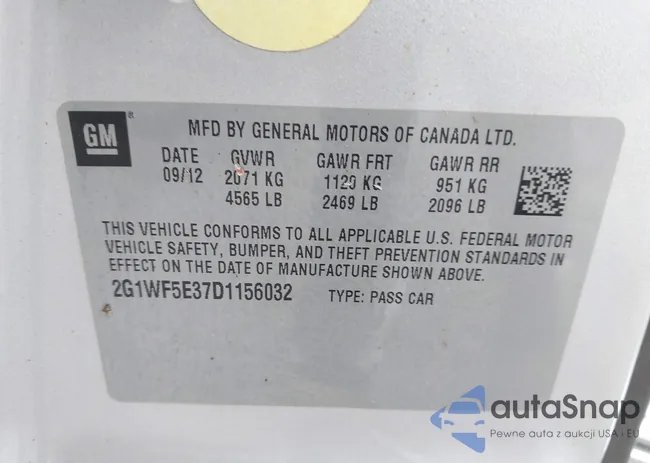 GM
®
MFD BY GENERAL MOTORS OF CANADA LTD.
DATE GVWR GAWR FRT GAWR RR
09/12 2071 KG 1120 KG 951 KG
4565 LB 2469 LB 2096 LB
THIS VEHICLE CONFORMS TO ALL APPLICABLE U.S. FEDERAL MOTOR
VEHICLE SAFETY, BUMPER, AND THEFT PREVENTION STANDARDS IN
EFFECT ON THE DATE OF MANUFACTURE SHOWN ABOVE.
2G1WF5E37D1156032 TYPE: PASS CAR
autaSnap
Pewne auta z aukcji USA i EU